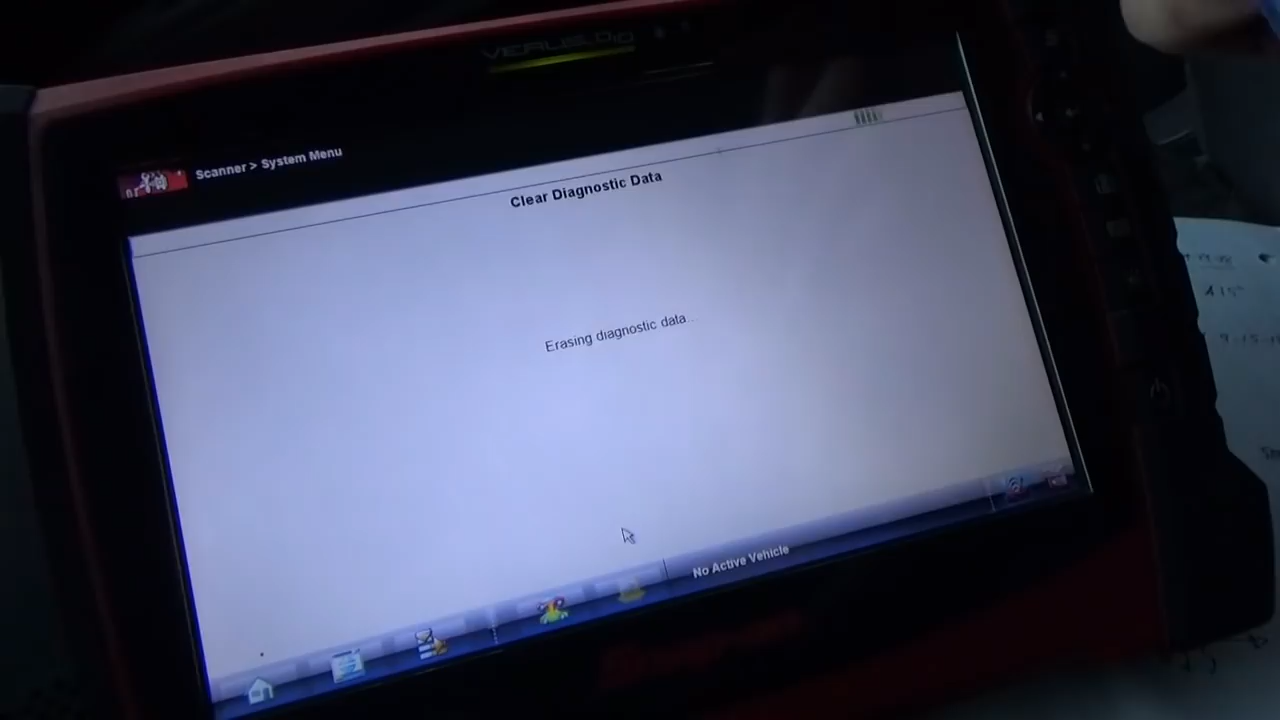 Scanner > System Menu
Clear Diagnostic Data
Erasing diagnostic data...
No Active Vehicle